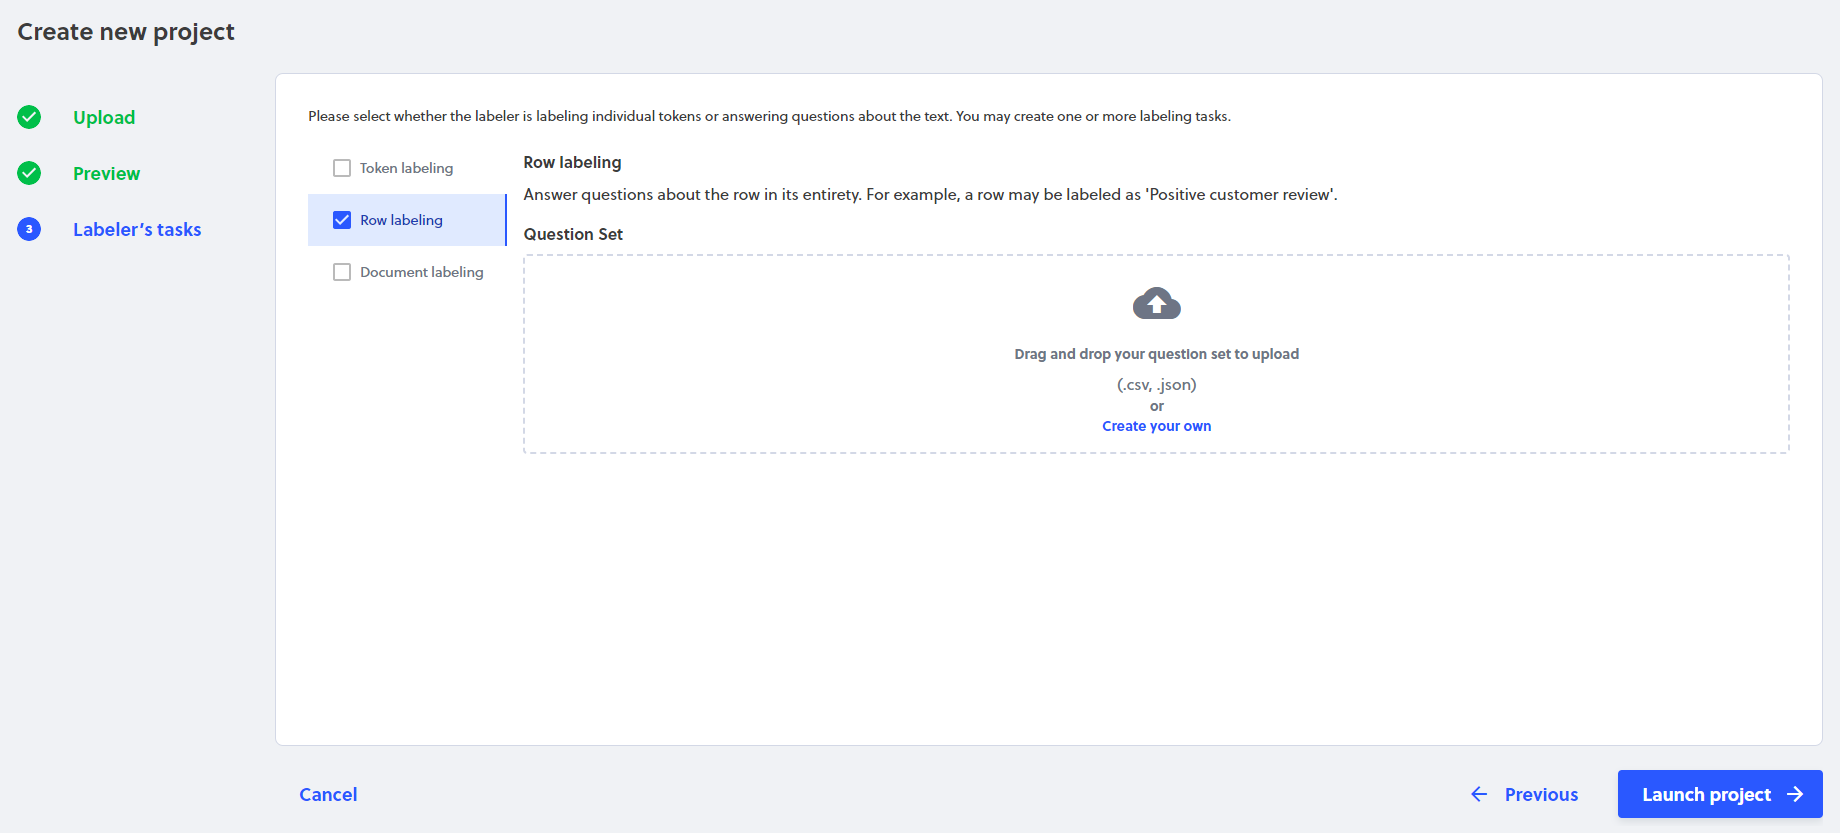 Create new project
Upload
Preview
3 Labeler's tasks
Please select whether the labeler is labeling individual tokens or answering questions about the text. You may create one or more labeling tasks.
Token labeling
Row labeling
Document labeling
Row labeling
Answer questions about the row in its entirety. For example, a row may be labeled as 'Positive customer review'.
Question Set
Drag and drop your question set to upload
(.csv, .json)
or
Create your own
Cancel
Previous
Launch project